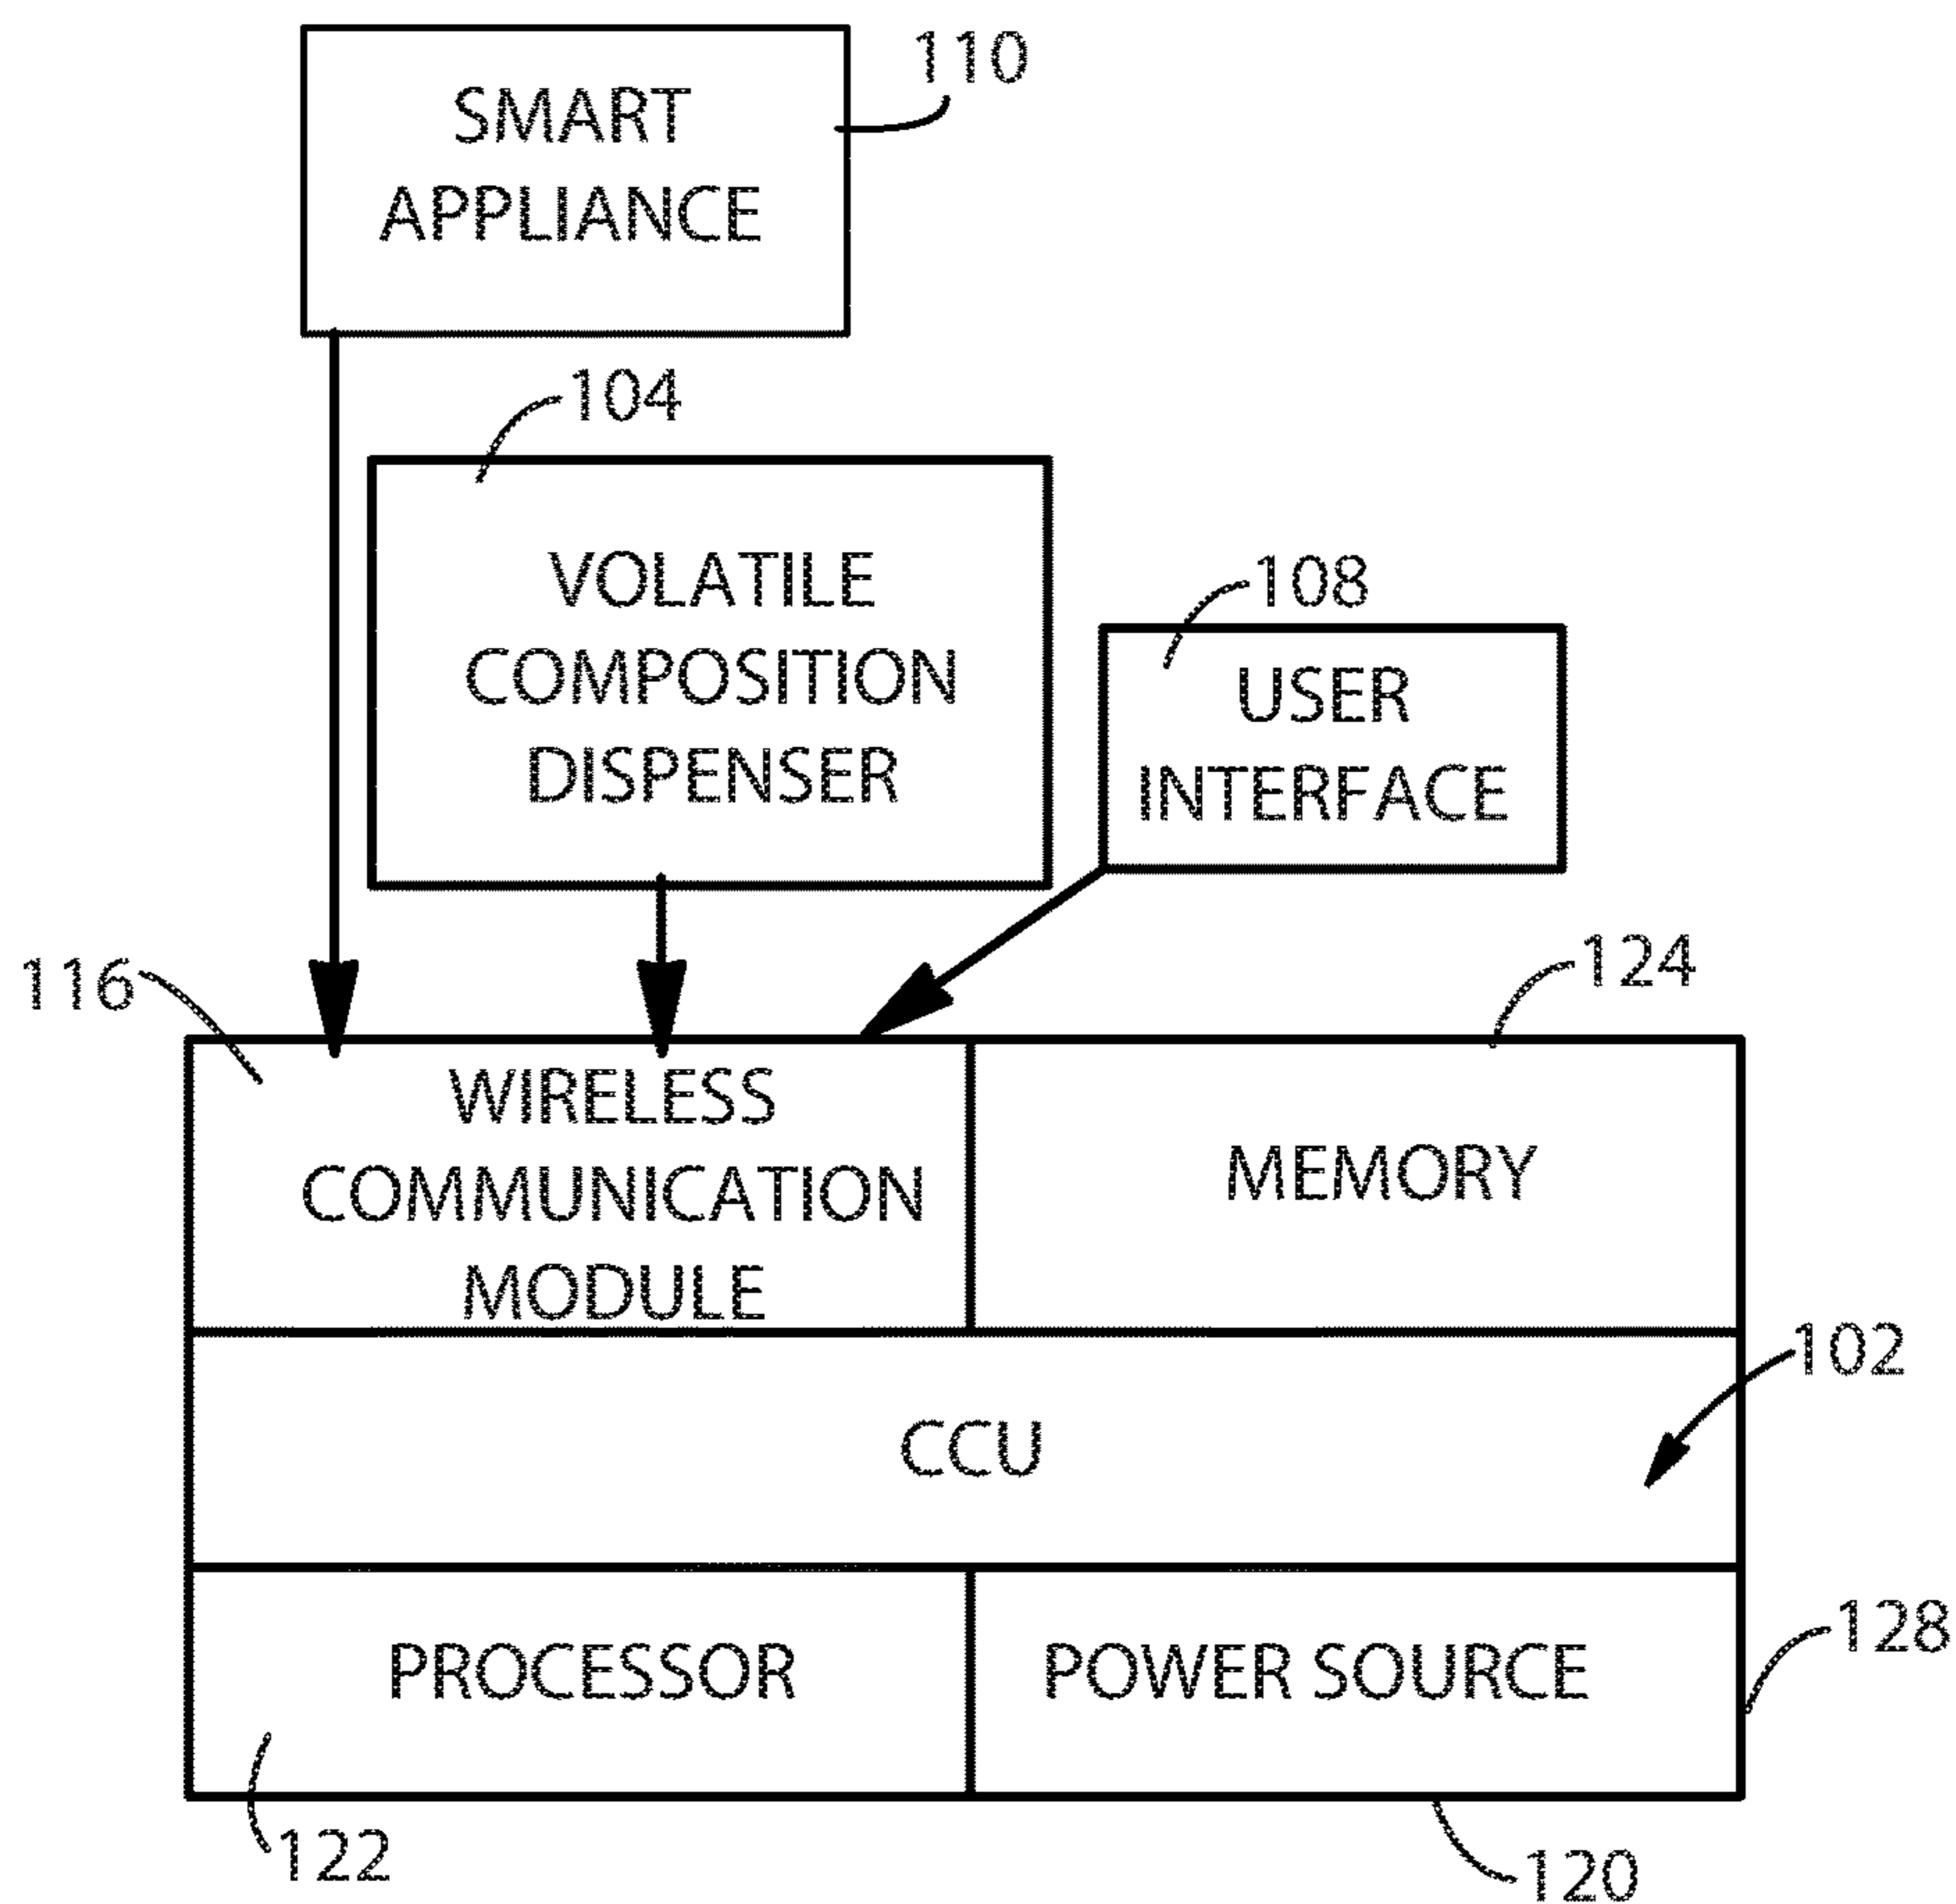 110
SMART
APPLIANCE
104
VOLATILE
COMPOSITION
DISPENSER
108
USER
INTERFACE
116
124
WIRELESS
COMMUNICATION
MODULE
MEMORY
102
CCU
128
PROCESSOR
POWER SOURCE
122
120